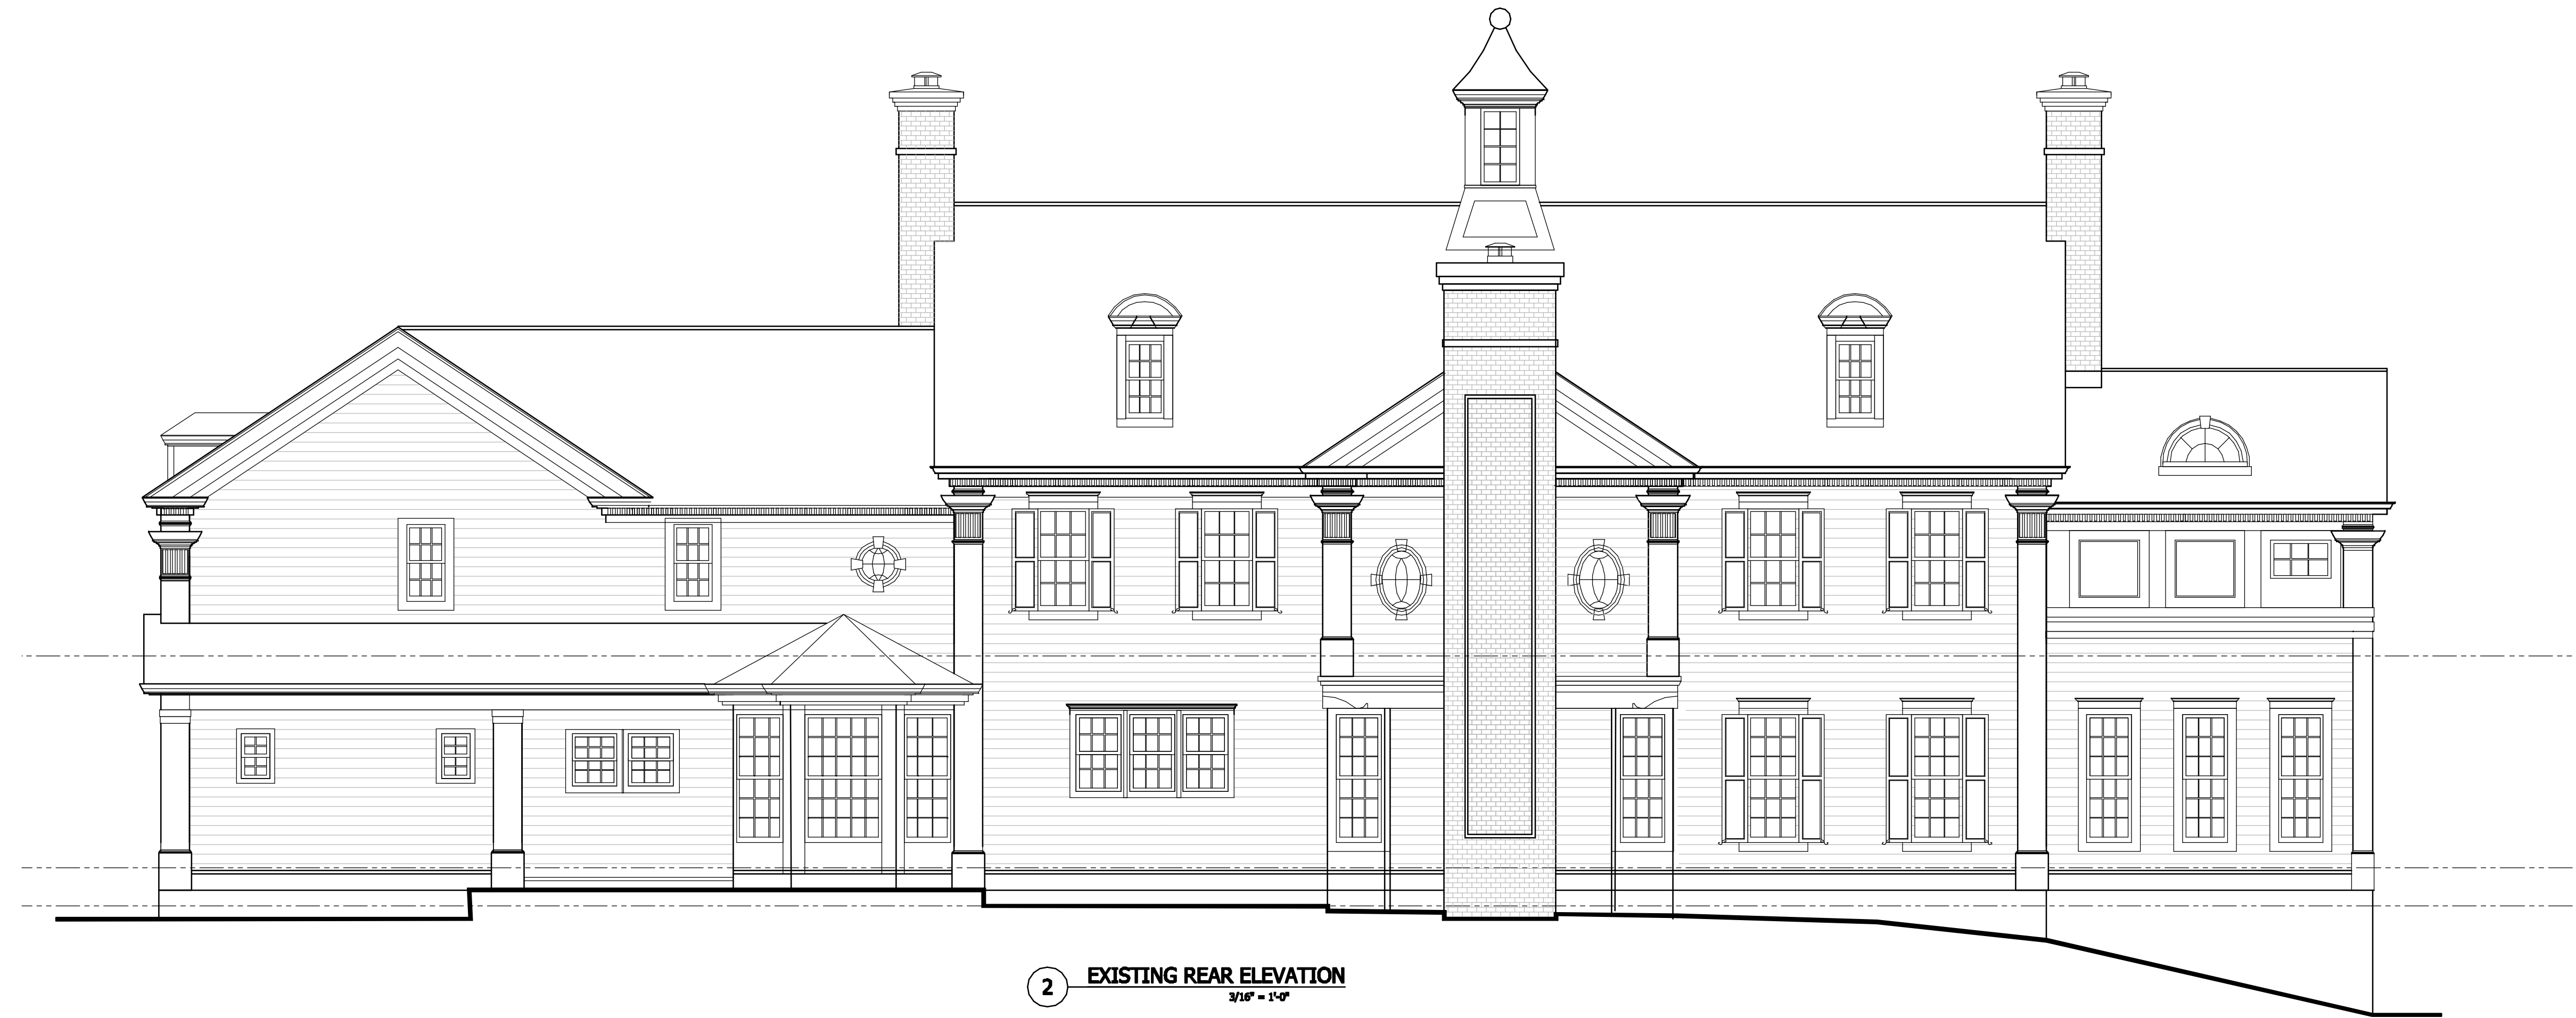 2
EXISTING REAR ELEVATION
3/16" = 1'-0"